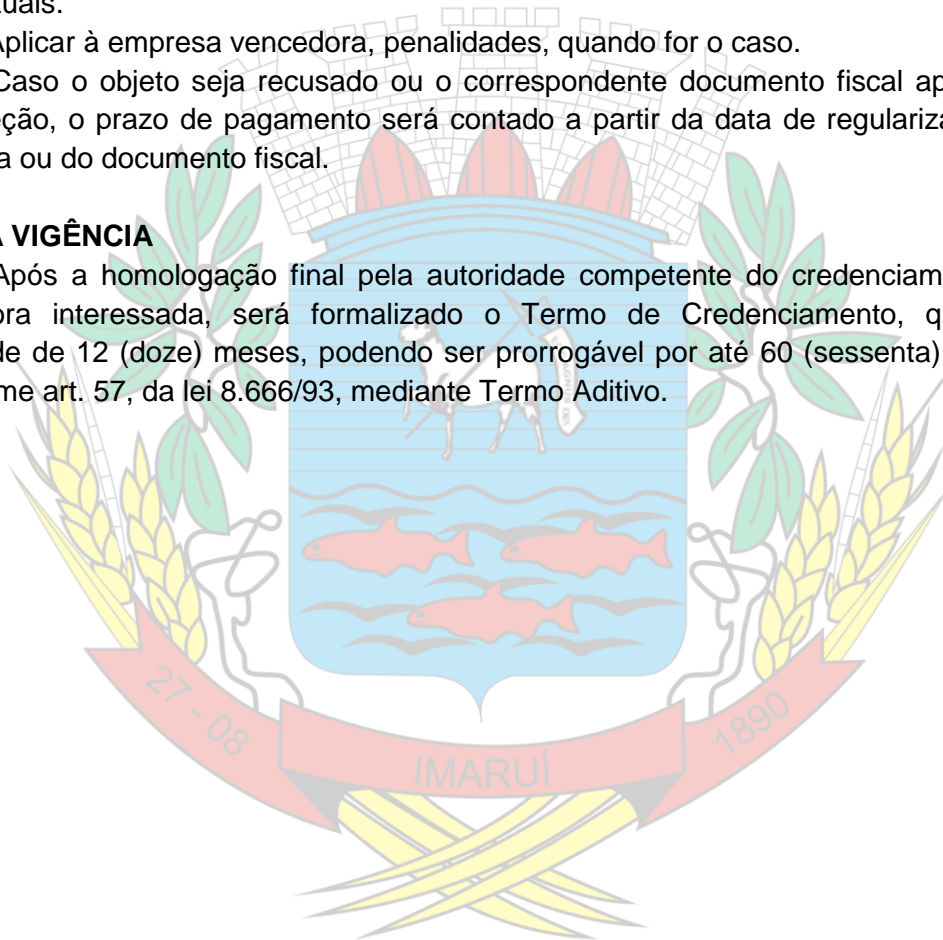 tuais.
Aplicar à empresa vencedora, penalidades, quando for o caso.
Caso o objeto seja recusado ou o correspondente documento fiscal ap
eção, o prazo de pagamento será contado a partir da data de regulariza
a ou do documento fiscal.
A VIGÊNCIA
Após a homologação final pela autoridade competente do credenciam
ora interessada, será formalizado o Termo de Credenciamento, q
de de 12 (doze) meses, podendo ser prorrogável por até 60 (sessenta)
me art. 57, da lei 8.666/93, mediante Termo Aditivo.
27 - 08
IMARUÍ
1890